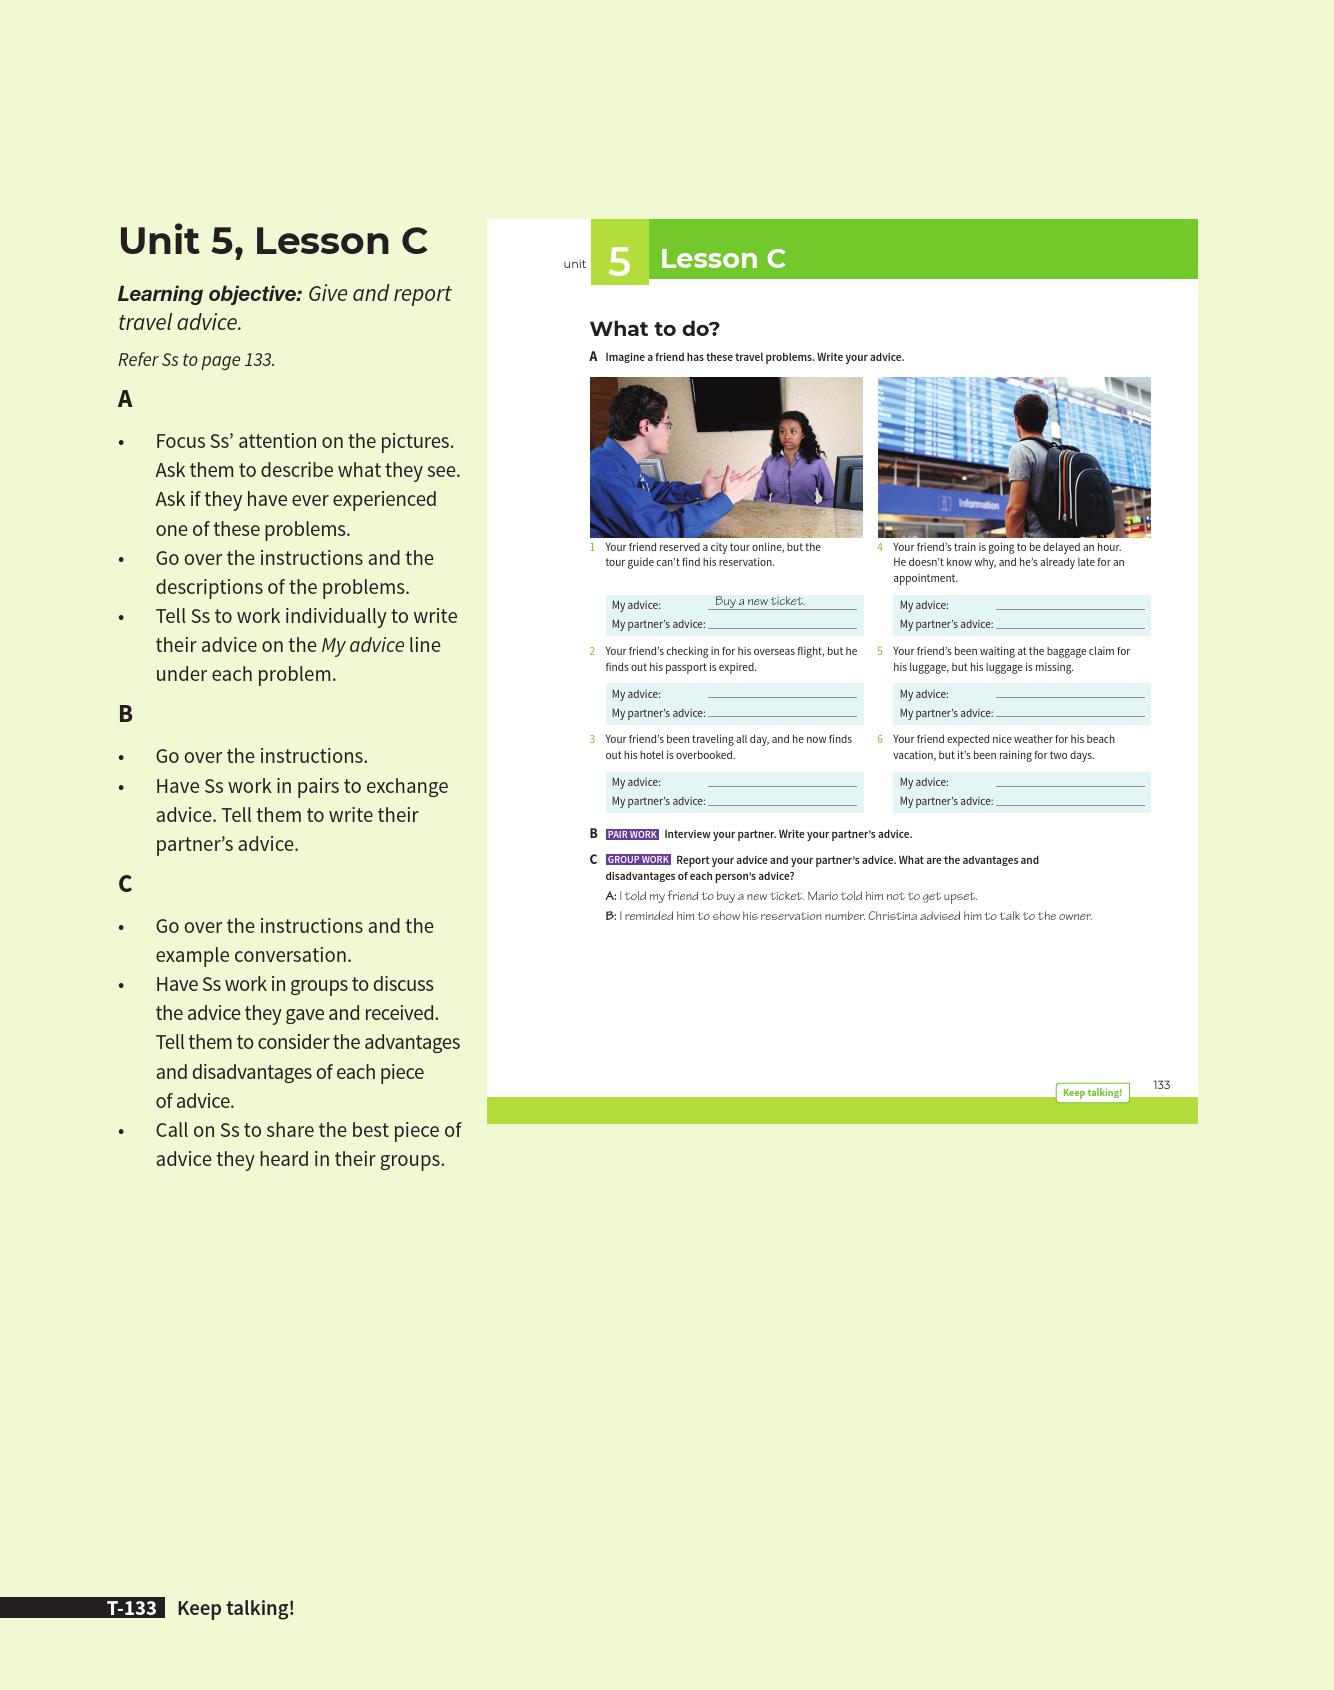 Unit 5, Lesson C
Learning objective: Give and report
travel advice.
Refer Ss to page 133.
A
• Focus Ss’ attention on the pictures.
Ask them to describe what they see.
Ask if they have ever experienced
one of these problems.
• Go over the instructions and the
descriptions of the problems.
• Tell Ss to work individually to write
their advice on the My advice line
under each problem.
B
• Go over the instructions.
• Have Ss work in pairs to exchange
advice. Tell them to write their
partner’s advice.
C
• Go over the instructions and the
example conversation.
• Have Ss work in groups to discuss
the advice they gave and received.
Tell them to consider the advantages
and disadvantages of each piece
of advice.
• Call on Ss to share the best piece of
advice they heard in their groups.
unit 5 Lesson C
What to do?
A Imagine a friend has these travel problems. Write your advice.
Information
1 Your friend reserved a city tour online, but the
tour guide can’t find his reservation.
My advice: Buy a new ticket.
My partner’s advice:
2 Your friend’s checking in for his overseas flight, but he
finds out his passport is expired.
My advice:
My partner’s advice:
3 Your friend’s been traveling all day, and he now finds
out his hotel is overbooked.
My advice:
My partner’s advice:
4 Your friend’s train is going to be delayed an hour.
He doesn’t know why, and he’s already late for an
appointment.
My advice:
My partner’s advice:
5 Your friend’s been waiting at the baggage claim for
his luggage, but his luggage is missing.
My advice:
My partner’s advice:
6 Your friend expected nice weather for his beach
vacation, but it’s been raining for two days.
My advice:
My partner’s advice:
B PAIR WORK Interview your partner. Write your partner’s advice.
C GROUP WORK Report your advice and your partner’s advice. What are the advantages and
disadvantages of each person’s advice?
A: I told my friend to buy a new ticket. Mario told him not to get upset.
B: I reminded him to show his reservation number. Christina advised him to talk to the owner.
Keep talking! 133
T-133 Keep talking!